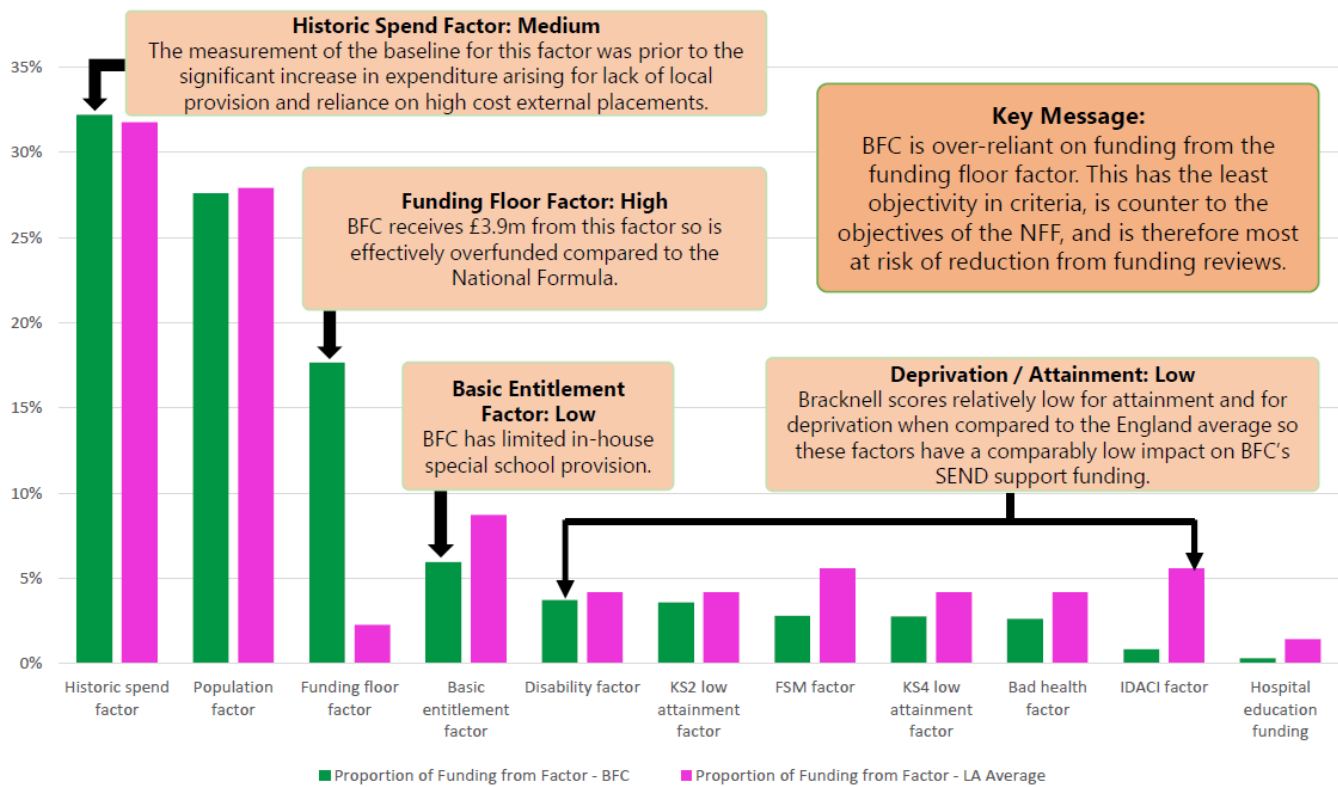 Historic Spend Factor: Medium
The measurement of the baseline for this factor was prior to the
significant increase in expenditure arising for lack of local
provision and reliance on high cost external placements.
Key Message:
BFC is over-reliant on funding from the
funding floor factor. This has the least
objectivity in criteria, is counter to the
objectives of the NFF, and is therefore most
at risk of reduction from funding reviews.
Funding Floor Factor: High
BFC receives £3.9m from this factor so is
effectively overfunded compared to the
National Formula.
Basic Entitlement
Factor: Low
BFC has limited in-house
special school provision.
Deprivation / Attainment: Low
Bracknell scores relatively low for attainment and for
deprivation when compared to the England average so
these factors have a comparably low impact on BFC's
SEND support funding.
35%
30%
25%
20%
15%
10%
5%
0%
Historic spend
factor
Population
factor
Funding floor
factor
Basic
entitlement
factor
Disability factor
KS2 low
attainment
factor
FSM factor
KS4 low
attainment
factor
Bad health
factor
IDACI factor
Hospital
education
funding
Proportion of Funding from Factor - BFC
Proportion of Funding from Factor - LA Average